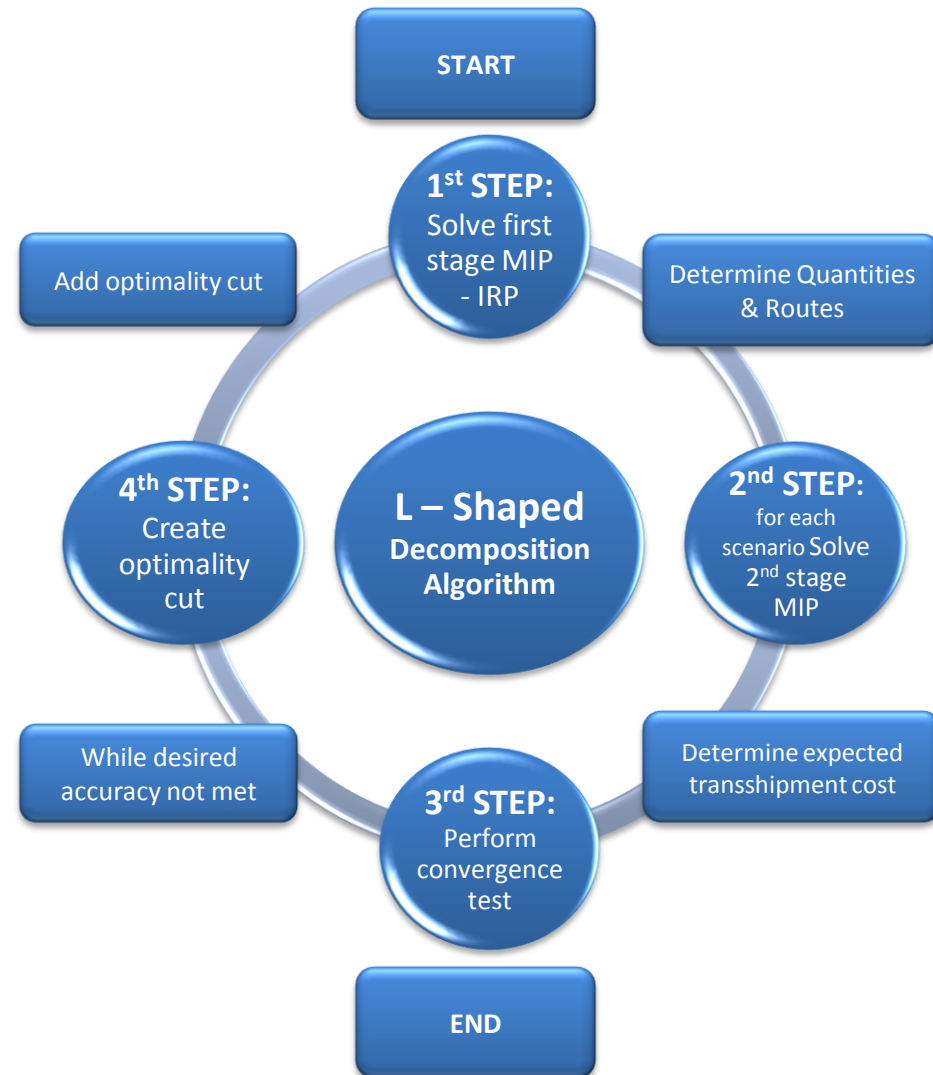 START
1st STEP:
Solve first
stage MIP
- IRP
Add optimality cut
Determine Quantities
& Routes
4th STEP:
Create
optimality
cut
L – Shaped
Decomposition
Algorithm
2nd STEP:
for each
scenario Solve
2nd stage
MIP
While desired
accuracy not met
3rd STEP:
Perform
convergence
test
Determine expected
transshipment cost
END